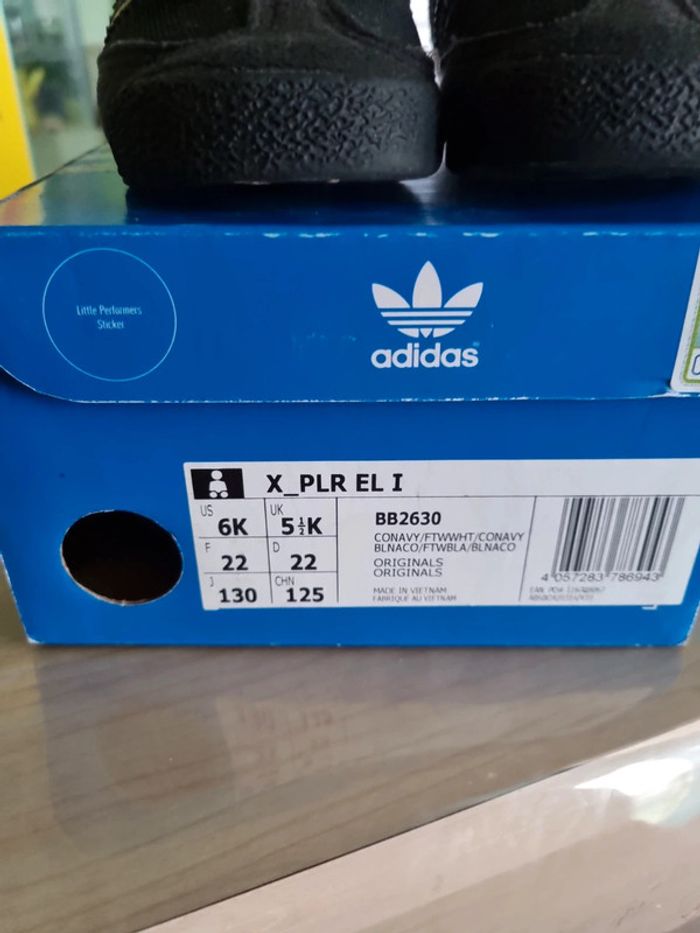 Little Performers
Sticker
adidas
X_PLR EL I
US
6K
UK
5½K
F
22
D
22
J
130
CHN
125
BB2630
CONAVY/FTWWHT/CONAVY
BLNACO/FTWBLA/BLNACO
ORIGINALS
ORIGINALS
MADE IN VIETNAM
FABRIQUE AU VIETNAM
4 057283 786943